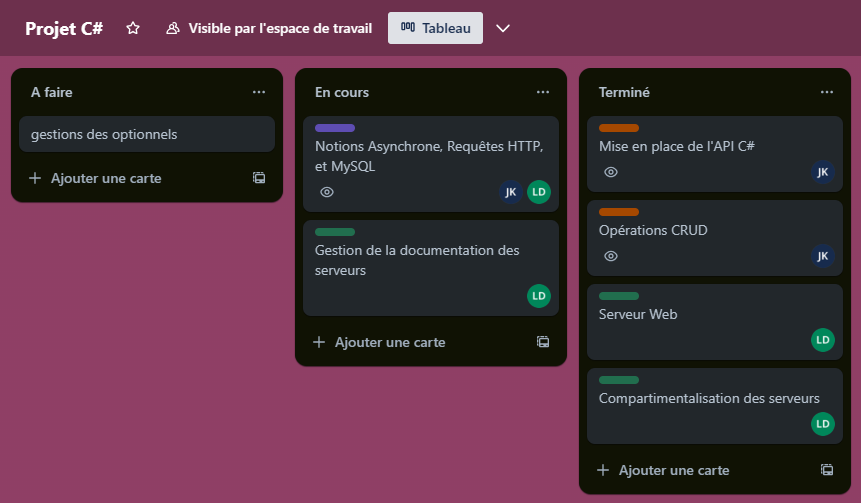 Projet C#
Visible par l'espace de travail
Tableau
A faire
gestions des optionnels
Ajouter une carte
En cours
Notions Asynchrone, Requêtes HTTP,
et MySQL
JK
LD
Gestion de la documentation des
serveurs
LD
Ajouter une carte
Terminé
Mise en place de l'API C#
JK
Opérations CRUD
JK
Serveur Web
LD
Compartimentalisation des serveurs
LD
Ajouter une carte